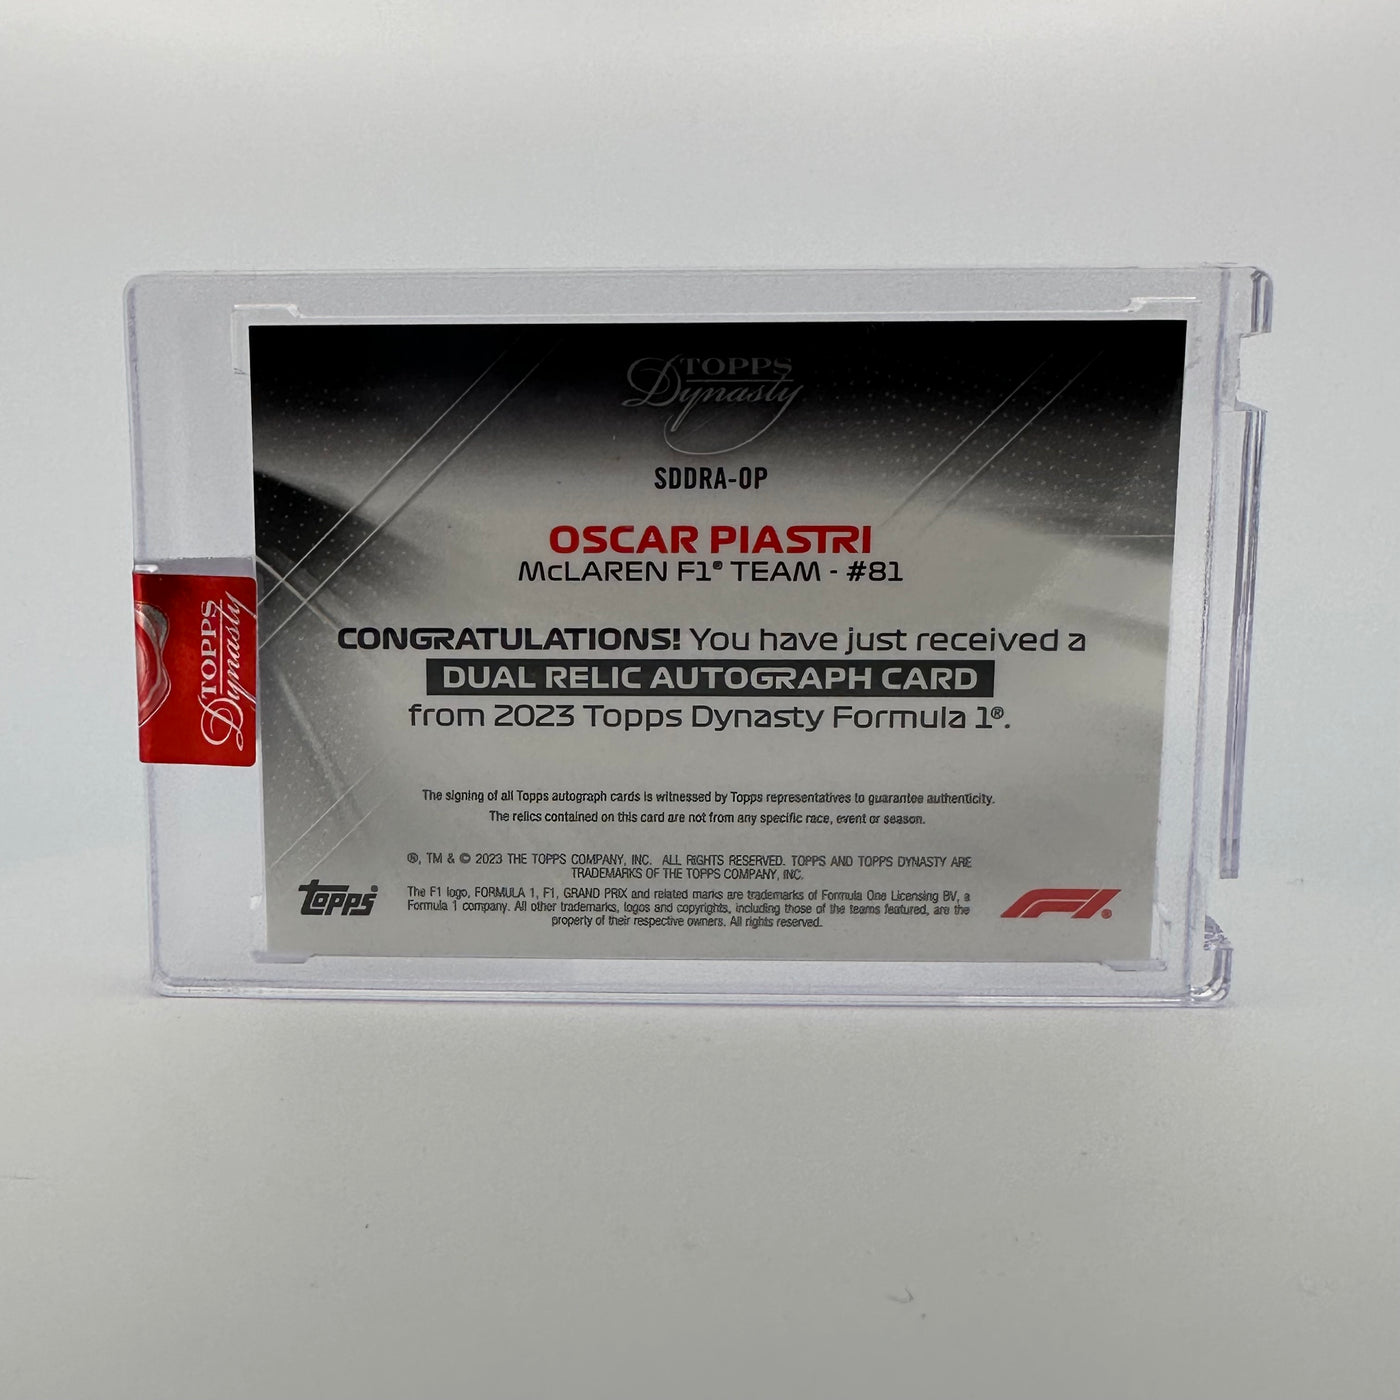 TOPPS
Dynasty
SDDRA-OP
OSCAR PIASTRI
McLAREN F1® TEAM - #81
CONGRATULATIONS! You have just received a
DUAL RELIC AUTOGRAPH CARD
from 2023 Topps Dynasty Formula 1®.
The signing of all Topps autograph cards is witnessed by Topps representatives to guarantee authenticity.
The relics contained on this card are not from any specific race, event or season.
®, TM & © 2023 THE TOPPS COMPANY, INC. ALL RIGHTS RESERVED. TOPPS AND TOPPS DYNASTY ARE
TRADEMARKS OF THE TOPPS COMPANY, INC.
The F1 logo, FORMULA 1, F1, GRAND PRIX and related marks are trademarks of Formula One Licensing BV, a
Formula 1 company. All other trademarks, logos and copyrights, including those of the teams featured, are the
property of their respective owners. All rights reserved.
topps®
F1®
TOPPS
Dynasty